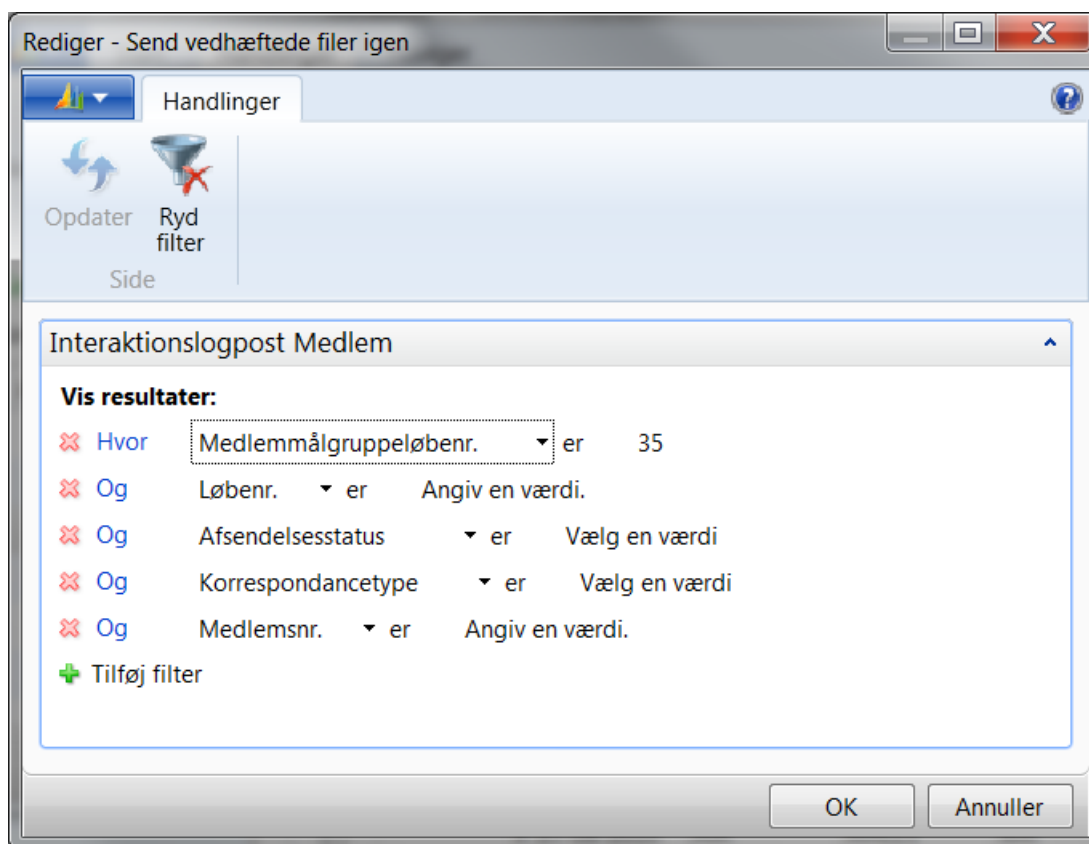 Rediger - Send vedhæftede filer igen
Handlinger
Opdater
Ryd filter
Side
Interaktionslogpost Medlem
Vis resultater:
Hvor Medlemmålgruppeløbenr. er 35
Og Løbenr. er Angiv en værdi.
Og Afsendelsesstatus er Vælg en værdi
Og Korrespondancetype er Vælg en værdi
Og Medlemsnr. er Angiv en værdi.
Tilføj filter
OK Annuller